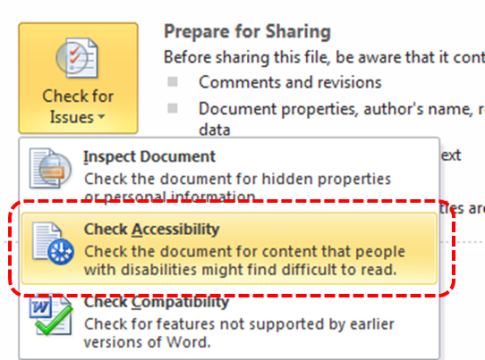 Prepare for Sharing
Before sharing this file, be aware that it cont
Comments and revisions
Document properties, author's name, r
data
Check for
Issues
ext
ties are
Inspect Document
Check the document for hidden properties
or personal information.
Check Accessibility
Check the document for content that people
with disabilities might find difficult to read.
Check Compatibility
Check for features not supported by earlier
versions of Word.